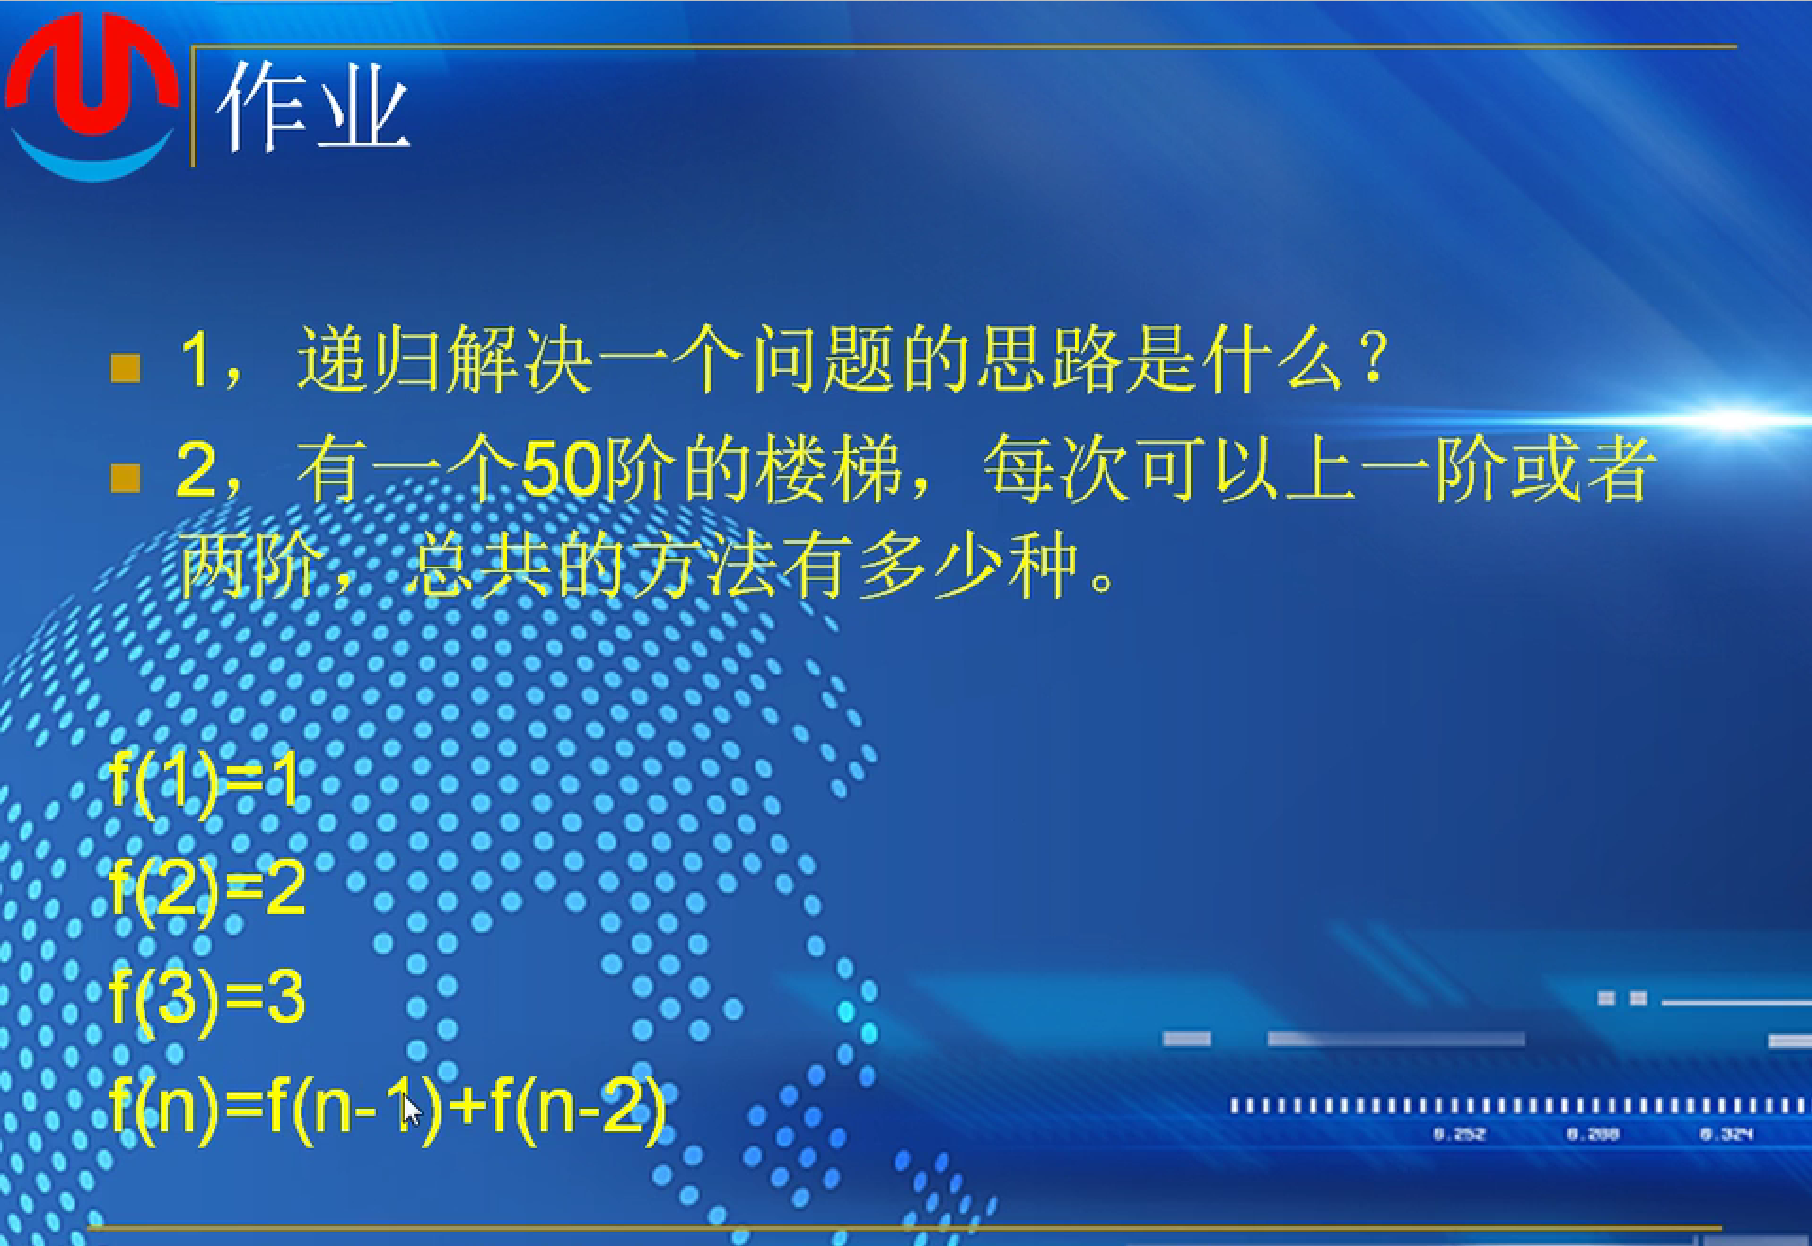 作业
1，递归解决一个问题的思路是什么？
2，有一个50阶的楼梯，每次可以上一阶或者
两阶，总共的方法有多少种。
f(1)=1
f(2)=2
f(3)=3
f(n)=f(n-1)+f(n-2)
0.252 0.288 0.324